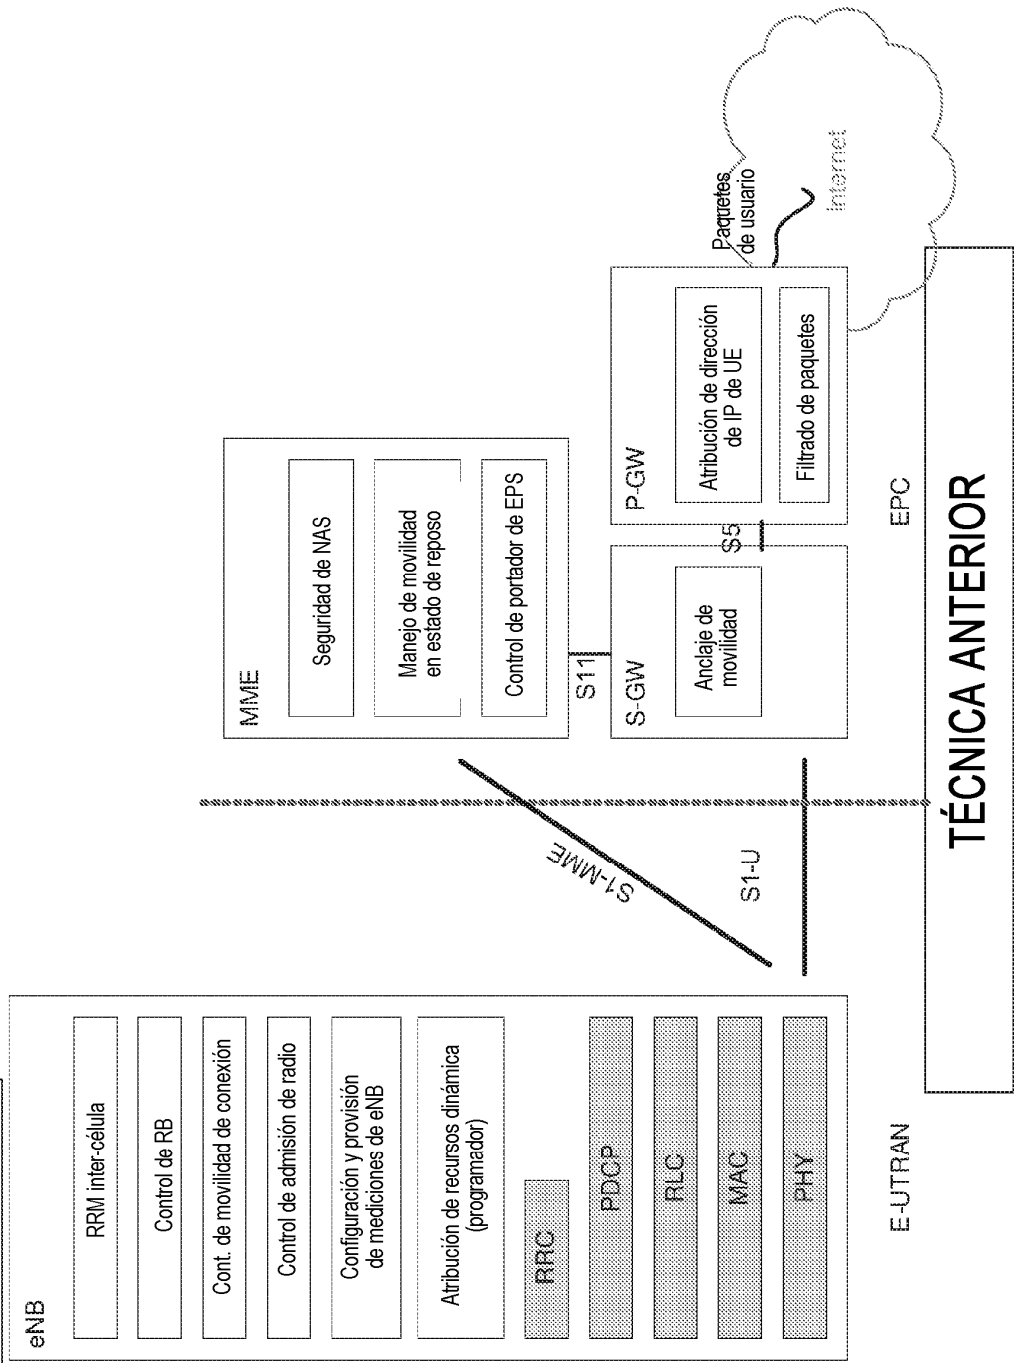 eNB
RRM inter-célula
Control de RB
Cont. de movilidad de conexión
Control de admisión de radio
Configuración y provisión
de mediciones de eNB
Atribución de recursos dinámica
(programador)
RRC
PDCP
RLC
MAC
PHY
E-UTRAN
S1-MME
S1-U
MME
Seguridad de NAS
Manejo de movilidad
en estado de reposo
Control de portador de EPS
S11
S-GW
Anclaje de
movilidad
S5
P-GW
Atribución de dirección
de IP de UE
Filtrado de paquetes
EPC
Paquetes
de usuario
Internet
TÉCNICA ANTERIOR